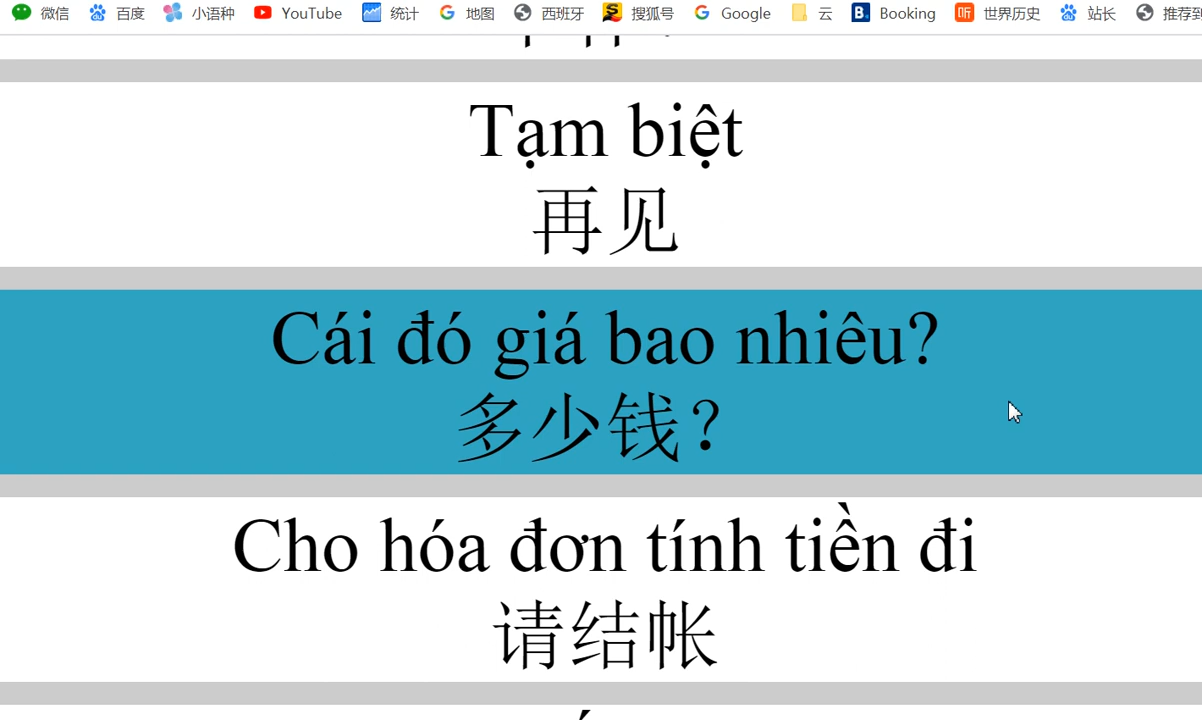 微信 百度 小语种 YouTube 统计 地图 西班牙 搜狐号 Google 云 Booking 世界历史 站长
Tạm biệt
再见
Cái đó giá bao nhiêu?
多少钱？
Cho hóa đơn tính tiền đi
请结帐